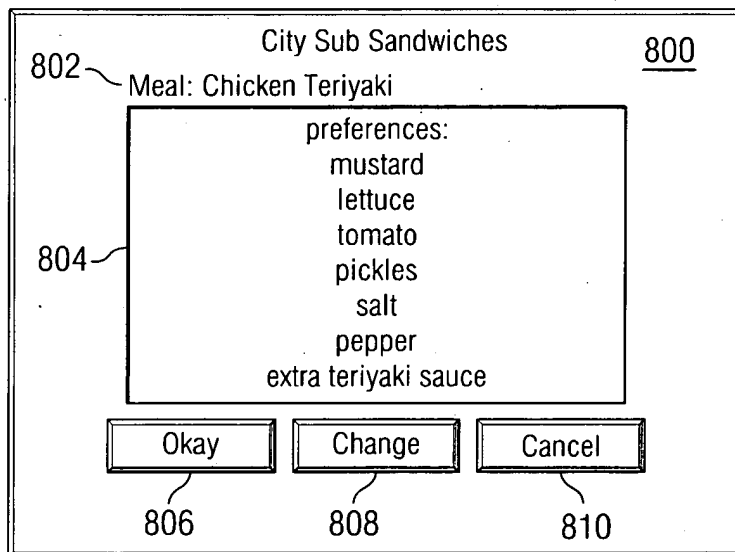 City Sub Sandwiches
800
802
Meal: Chicken Teriyaki
preferences:
mustard
lettuce
tomato
804
pickles
salt
pepper
extra teriyaki sauce
Okay
Change
Cancel
806
808
810